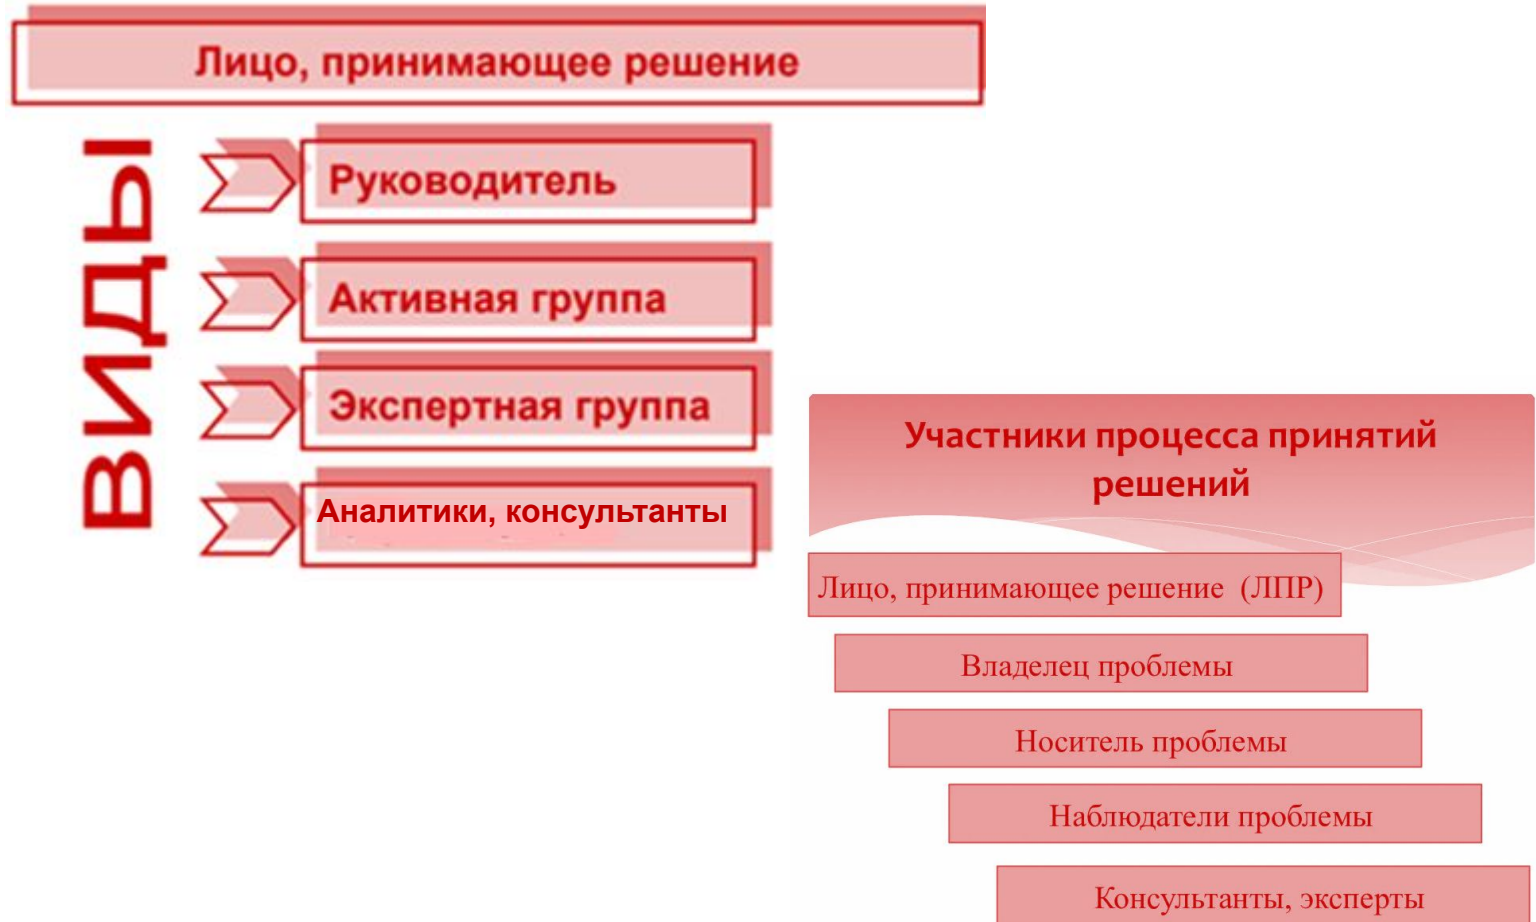 Лицо, принимающее решение
ВИДЫ
Руководитель
Активная группа
Экспертная группа
Аналитики, консультанты
Участники процесса принятий
решений
Лицо, принимающее решение (ЛПР)
Владелец проблемы
Носитель проблемы
Наблюдатели проблемы
Консультанты, эксперты